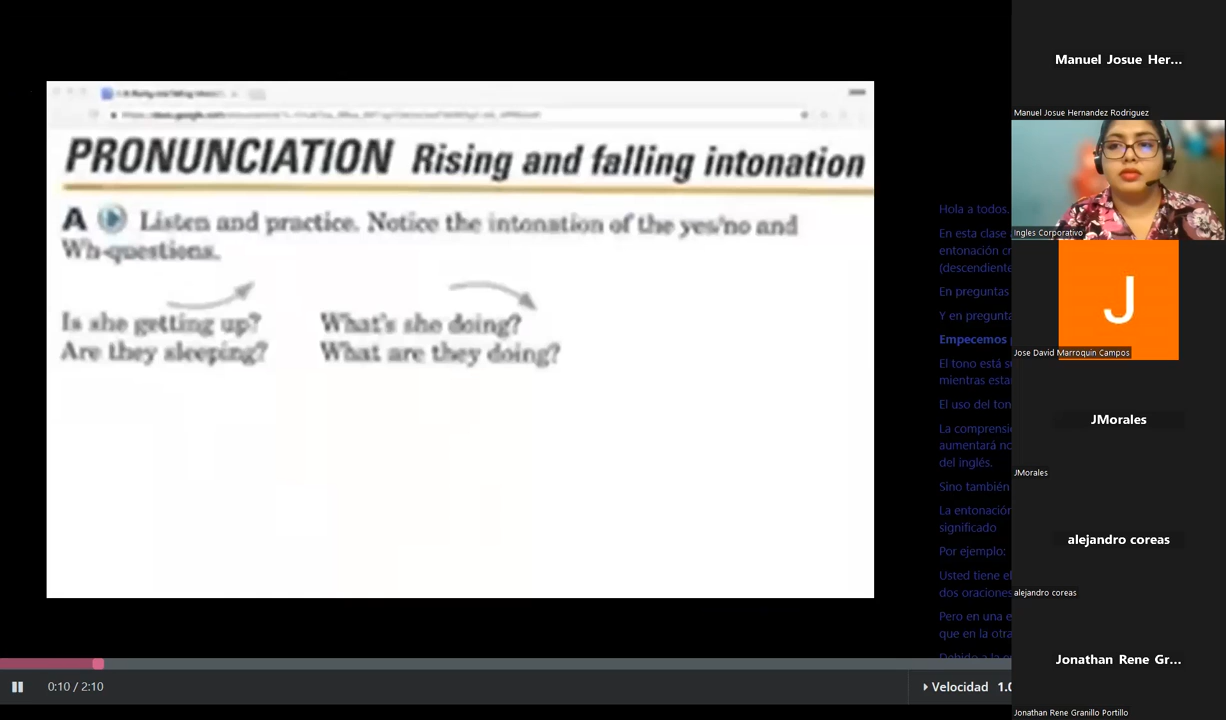 PRONUNCIATION Rising and falling intonation
A Listen and practice. Notice the intonation of the yes/no and
Wh-questions.
Is she getting up? What's she doing?
Are they sleeping? What are they doing?
Hola a todos.
En esta clase
entonación
(descendiente
En preguntas
Y en pregunta
Empecemos
El tono está
mientras esta
El uso del ton
La comprensi
aumentará no
del inglés.
Sino también
La entonación
significado
Por ejemplo:
Usted tiene el
dos oraciones
Pero en una e
que en la otra
Debido a la
0:10 / 2:10
Velocidad 1.0
Manuel Josue Her...
Manuel Josue Hernandez Rodriguez
Ingles Corporativo
J
Jose David Marroquin Campos
JMorales
JMorales
alejandro coreas
alejandro coreas
Jonathan Rene Gr...
Jonathan Rene Granillo Portillo